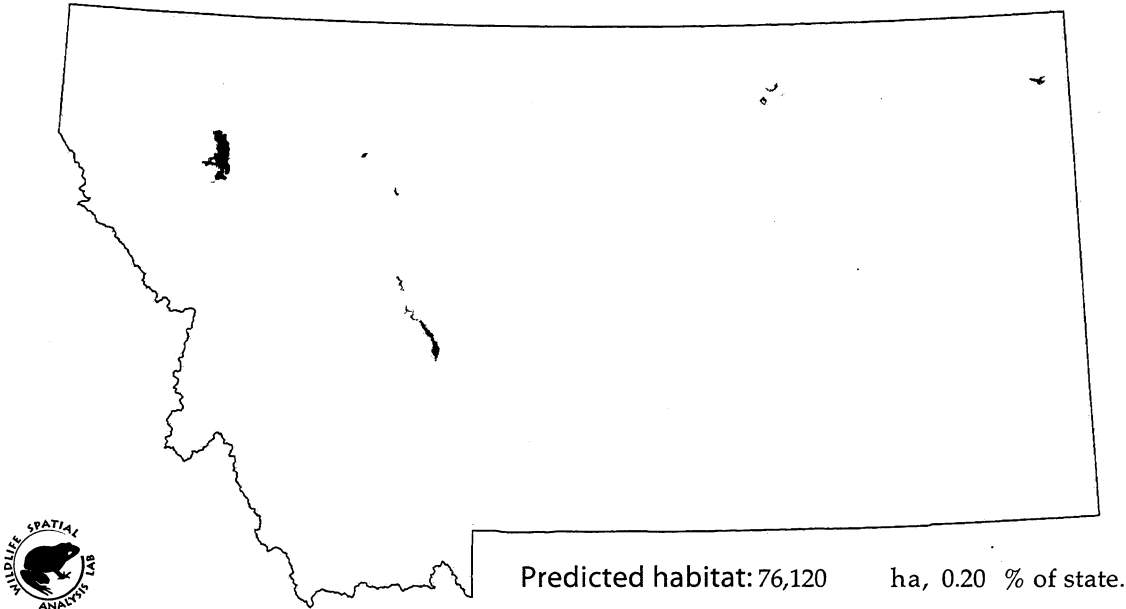 WILDLIFE SPATIAL ANALYSIS LAB
Predicted habitat: 76,120 ha, 0.20 % of state.